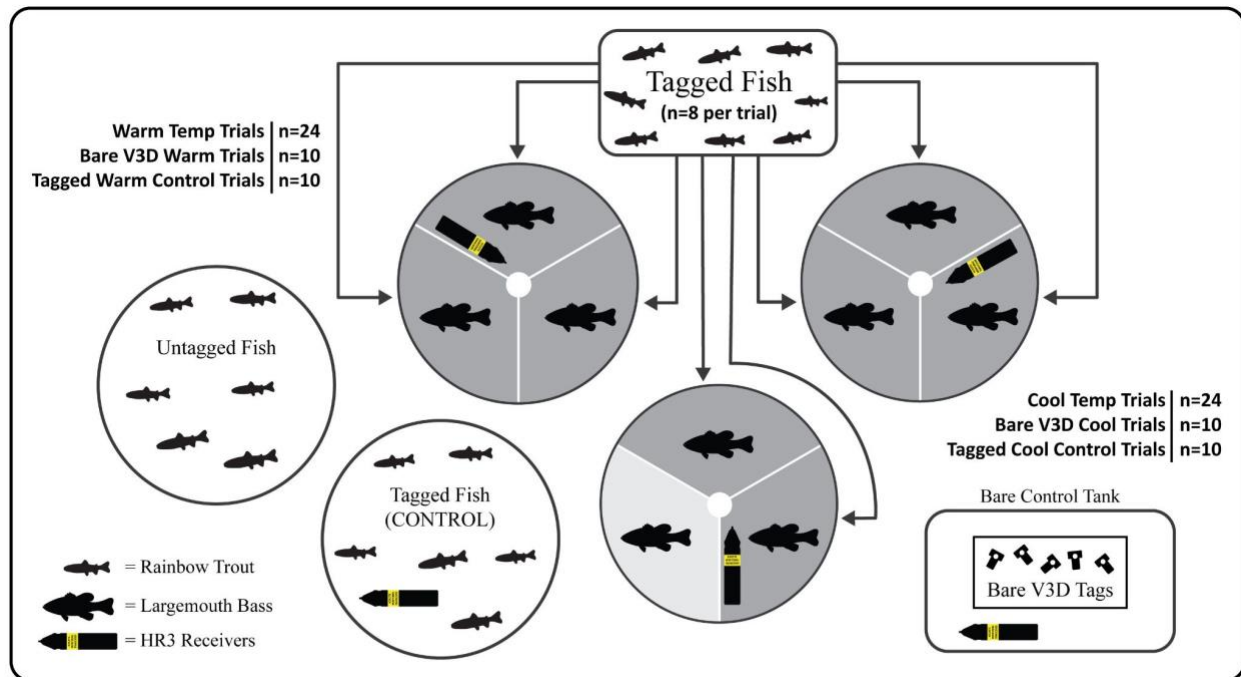 Tagged Fish
(n=8 per trial)
Warm Temp Trials n=24
Bare V3D Warm Trials n=10
Tagged Warm Control Trials n=10
Untagged Fish
Cool Temp Trials n=24
Bare V3D Cool Trials n=10
Tagged Cool Control Trials n=10
Tagged Fish
(CONTROL)
Bare Control Tank
Bare V3D Tags
= Rainbow Trout
= Largemouth Bass
= HR3 Receivers